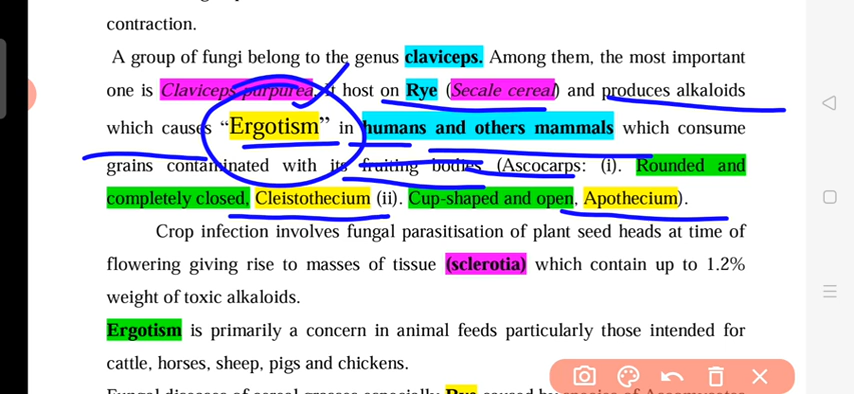 contraction.
A group of fungi belong to the genus claviceps. Among them, the most important
one is Claviceps purpurea. It host on Rye (Secale cereal) and produces alkaloids
which causes “Ergotism” in humans and others mammals which consume
grains contaminated with its fruiting bodies (Ascocarps: (i). Rounded and
completely closed, Cleistothecium (ii). Cup-shaped and open, Apothecium).
Crop infection involves fungal parasitisation of plant seed heads at time of
flowering giving rise to masses of tissue (sclerotia) which contain up to 1.2%
weight of toxic alkaloids.
Ergotism is primarily a concern in animal feeds particularly those intended for
cattle, horses, sheep, pigs and chickens.